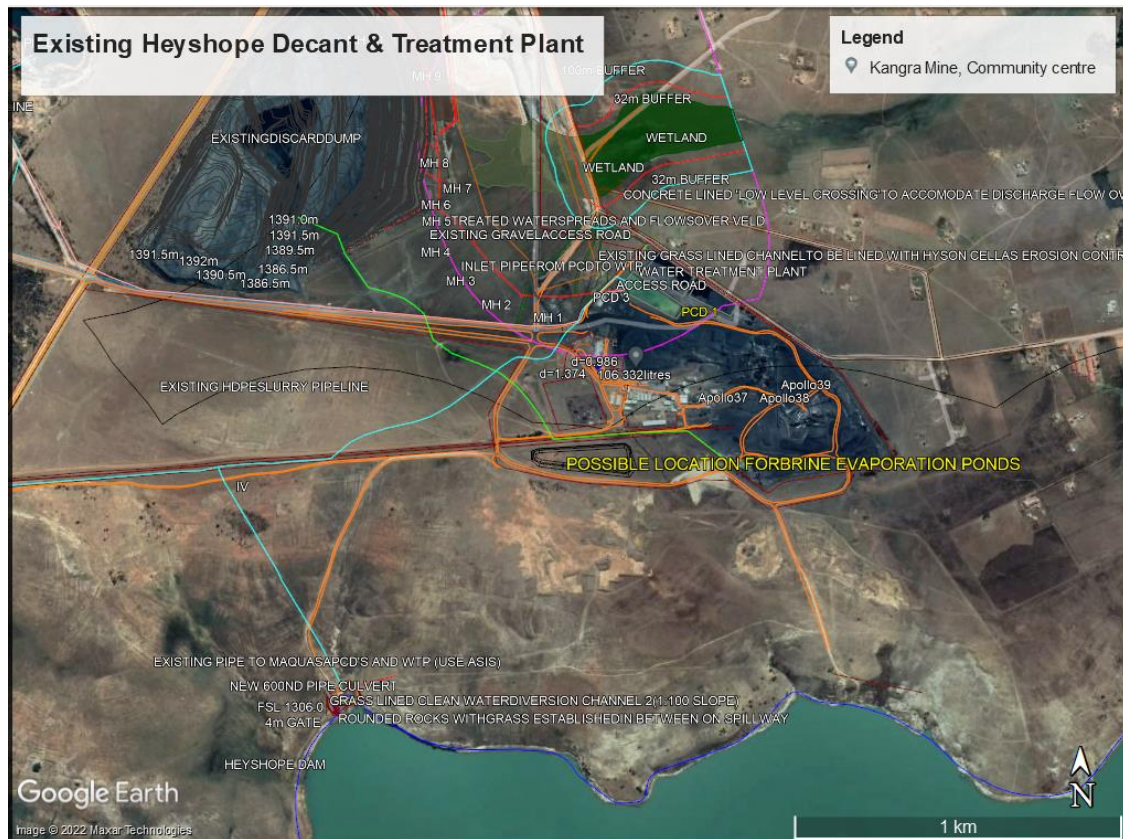 Existing Heyshope Decant & Treatment Plant
Legend
Kangra Mine, Community centre
MH 9
100m BUFFER
INE
32m BUFFER
EXISTINGDISCARDDUMP
WETLAND
MH 8
WETLAND
32m BUFFER
MH 7
CONCRETE LINED 'LOW LEVEL CROSSING'TO ACCOMODATE DISCHARGE FLOW OV
MH 6
1391.0m
MH 5
TREATED WATERSPREADS AND FLOWSOVER VELD
1391.5m
EXISTING GRAVELACCESS ROAD
1391.5m
1389.5m
MH 4
EXISTING GRASS LINED CHANNELTO BE LINED WITH HYSON CELLAS EROSION CONTR
1392m
1386.5m
INLET PIPEFROM PCDTO WTP
WATER TREATMENT PLANT
1390.5m
1386.5m
MH 3
ACCESS ROAD
MH 2
PCD 3
PCD 1
MH 1
d=0.986
d=1.374
106 332litres
EXISTING HDPESLURRY PIPELINE
Apollo39
Apollo37
Apollo38
POSSIBLE LOCATION FORBRINE EVAPORATION PONDS
IV
EXISTING PIPE TO MAQUASAPCD'S AND WTP (USE ASIS)
NEW 600ND PIPE CULVERT
GRASS LINED CLEAN WATERDIVERSION CHANNEL 2(1:100 SLOPE)
FSL-1306.0
4m GATE
ROUNDED ROCKS WITHGRASS ESTABLISHEDIN BETWEEN ON SPILLWAY
HEYSHOPE DAM
Google Earth
N
Image © 2022 Maxar Technologies
1 km